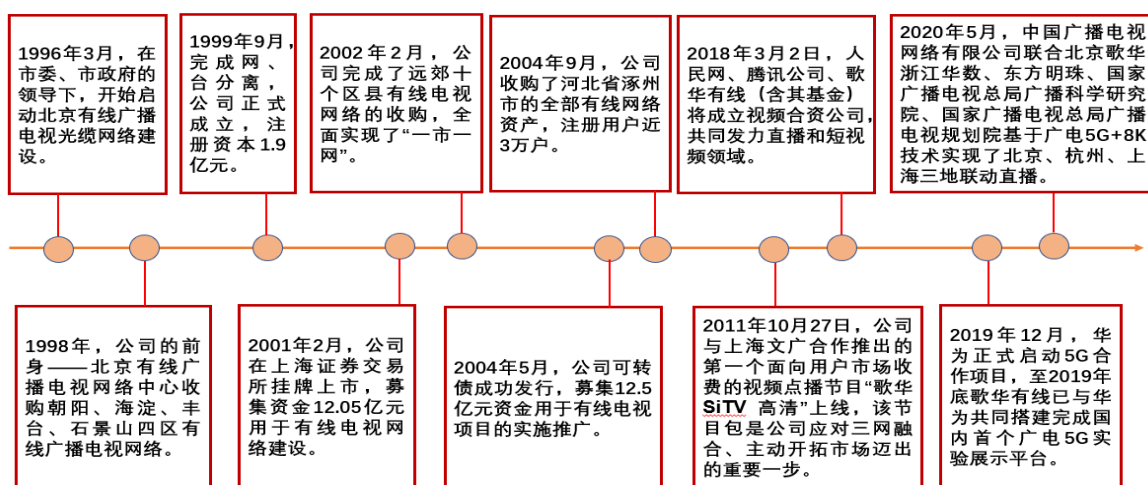 1996年3月，在
市委、市政府的
领导下，开始启
动北京有线广播
电视光缆网络建
设。
1999年9月，
完成网、
台分离，
公司正式
成立，注
册资本1.9
亿元。
2002年2月，公
司完成了远郊十
个区县有线电视
网络的收购，全
面实现了“一市一
网”。
2004年9月，公司
收购了河北省涿州
市的全部有线网络
资产，注册用户近
3万户。
2018年3月2日，人
民网、腾讯公司、歌
华有线（含其基金）
将成立视频合资公司，
共同发力直播和短视
频领域。
2020年5月，中国广播电视
网络有限公司联合北京歌华
浙江华数、东方明珠、国家
广播电视总局广播科学研究
院、国家广播电视总局广播
电视规划院基于广电5G+8K
技术实现了北京、杭州、上
海三地联动直播。
1998年，公司的前
身——北京有线广
播电视网络中心收
购朝阳、海淀、丰
台、石景山四区有
线广播电视网络。
2001年2月，公司
在上海证券交易
所挂牌上市，募
集资金12.05亿元
用于有线电视网
络建设。
2004年5月，公司可转
债成功发行，募集12.5
亿元资金用于有线电视
项目的实施推广。
2011年10月27日，公司
与上海文广合作推出的
第一个面向用户市场收
费的视频点播节目“歌华
SiTV 高清”上线，该节
目包是公司应对三网融
合、主动开拓市场迈出
的重要一步。
2019年12月，华
为正式启动5G合
作项目，至2019年
底歌华有线已与华
为共同搭建完成国
内首个广电5G实
验展示平台。